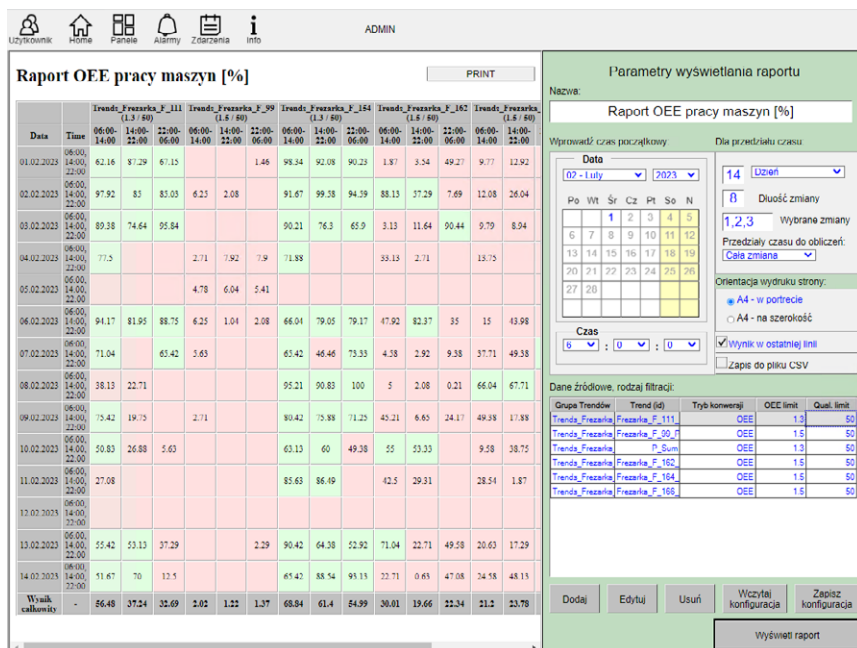 Użytkownik Home Panele Alarmy Zdarzenia Info
ADMIN
Raport OEE pracy maszyn [%]
PRINT
Trends_Frezarka_F_111 Trends_Frezarka_F_99 Trends_Frezarka_F_154 Trends_Frezarka_F_162 Trends_Frezarka_
(1.3 / 50) (1.5 / 50) (1.3 / 50) (1.5 / 50) (1.5 / 50)
Data Time 06:00-14:00 14:00-22:00 22:00-06:00 06:00-14:00 14:00-22:00 22:00-06:00 06:00-14:00 14:00-22:00 22:00-06:00 06:00-14:00 14:00-22:00 22:00-06:00 06:00-14:00 14:00-22:00
01.02.2023 06:00, 14:00, 22:00 62.16 87.29 67.15 1.46 98.34 92.08 90.23 1.87 3.54 49.27 9.77 12.92
02.02.2023 06:00, 14:00, 22:00 97.92 85 85.03 6.25 2.08 91.67 99.58 94.59 88.13 57.29 7.69 12.08 26.04
03.02.2023 06:00, 14:00, 22:00 89.38 74.64 95.84 90.21 76.3 65.9 3.13 11.64 90.44 9.79 8.94
04.02.2023 06:00, 14:00, 22:00 77.5 2.71 7.92 7.9 71.88 33.13 2.71 13.75
05.02.2023 06:00, 14:00, 22:00 4.78 6.04 5.41
06.02.2023 06:00, 14:00, 22:00 94.17 81.95 88.75 6.25 1.04 2.08 66.04 79.05 79.17 47.92 82.37 35 15 43.98
07.02.2023 06:00, 14:00, 22:00 71.04 65.42 5.63 65.42 46.46 73.33 4.58 2.92 9.38 37.71 49.38
08.02.2023 06:00, 14:00, 22:00 38.13 22.71 95.21 90.83 100 5 2.08 0.21 66.04 67.71
09.02.2023 06:00, 14:00, 22:00 75.42 19.75 2.71 80.42 75.88 71.25 45.21 6.65 24.17 49.38 17.88
10.02.2023 06:00, 14:00, 22:00 50.83 26.88 5.63 63.13 60 49.38 55 53.33 9.58 38.75
11.02.2023 06:00, 14:00, 22:00 27.08 85.63 86.49 42.5 29.31 28.54 1.87
12.02.2023 06:00, 14:00, 22:00
13.02.2023 06:00, 14:00, 22:00 55.42 53.13 37.29 2.29 90.42 64.38 52.92 71.04 22.71 49.58 20.63 17.29
14.02.2023 06:00, 14:00, 22:00 51.67 70 12.5 65.42 88.54 93.13 22.71 0.63 47.08 24.58 48.13
Wynik całkowity - 56.48 37.24 32.69 2.02 1.22 1.37 68.84 61.4 54.99 30.01 19.66 22.34 21.2 23.78
Parametry wyświetlania raportu
Nazwa:
Raport OEE pracy maszyn [%]
Wprowadź czas początkowy:
Data
02 - Luty 2023
Po Wt Śr Cz Pt So N
1 2 3 4 5
6 7 8 9 10 11 12
13 14 15 16 17 18 19
20 21 22 23 24 25 26
27 28
Czas
6 : 0 : 0
Dla przedziału czasu:
14 Dzień
8 Długość zmiany
1,2,3 Wybrane zmiany
Przedziały czasu do obliczeń:
Cała zmiana
Orientacja wydruku strony:
A4 - w portrecie
A4 - na szerokość
Wynik w ostatniej linii
Zapis do pliku CSV
Dane źródłowe, rodzaj filtracji:
Grupa Trendów Trend (id) Tryb konwersji OEE limit Qual. limit
Trends_Frezarka Frezarka_F_111_ OEE 1.3 50
Trends_Frezarka Frezarka_F_99_P OEE 1.5 50
Trends_Frezarka P_Sum OEE 1.3 50
Trends_Frezarka Frezarka_F_162_ OEE 1.5 50
Trends_Frezarka Frezarka_F_164_ OEE 1.5 50
Trends_Frezarka Frezarka_F_166_ OEE 1.5 50
Dodaj Edytuj Usuń Wczytaj konfiguracja Zapisz konfiguracja
Wyświetl raport